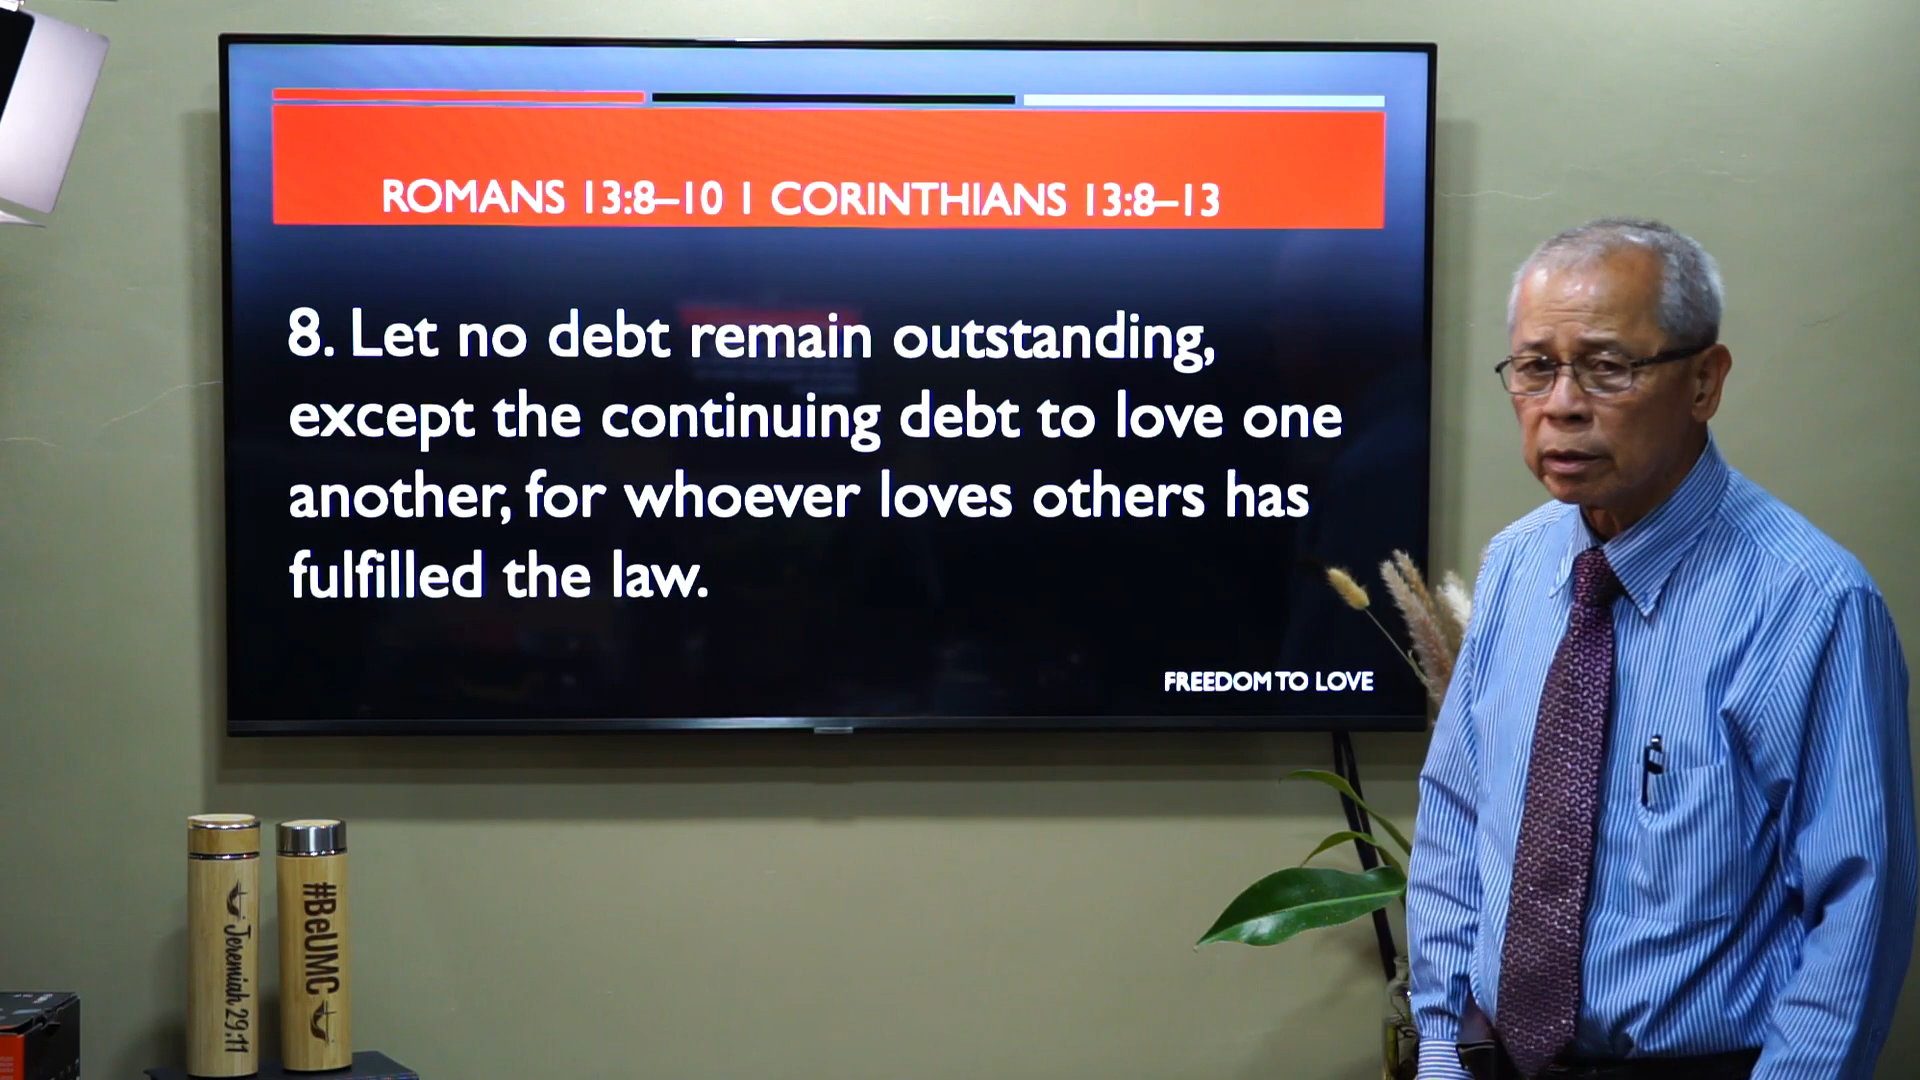 ROMANS 13:8–10 1 CORINTHIANS 13:8–13
8. Let no debt remain outstanding,
except the continuing debt to love one
another, for whoever loves others has
fulfilled the law.
FREEDOM TO LOVE
Jeremiah 29:11
#BeUMC